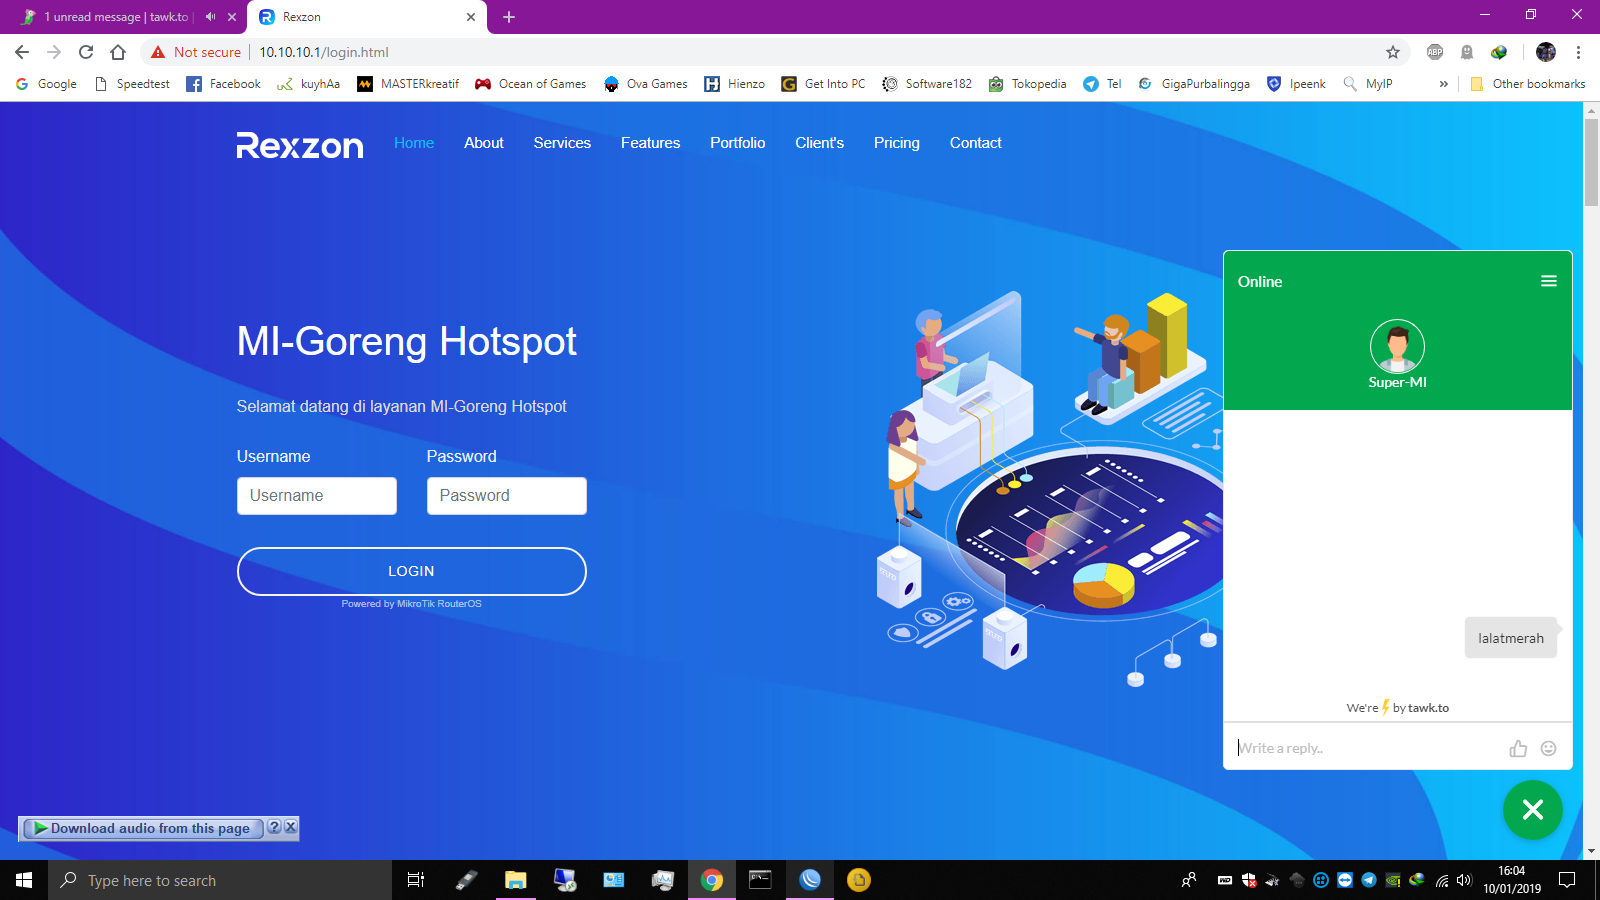 1 unread message | tawk.to |
Rexzon
Not secure
10.10.10.1/login.html
ABP
Google
Speedtest
Facebook
kuyhAa
MASTERkreatif
Ocean of Games
Ova Games
Hienzo
Get Into PC
Software182
Tokopedia
Tel
GigaPurbalingga
Ipeenk
MyIP
»
Other bookmarks
Rexzon
Home
About
Services
Features
Portfolio
Client's
Pricing
Contact
MI-Goreng Hotspot
Selamat datang di layanan MI-Goreng Hotspot
Username
Password
Username
Password
LOGIN
Powered by MikroTik RouterOS
Online
Super-MI
lalatmerah
We're by tawk.to
Write a reply..
Download audio from this page
?
Type here to search
16:04
10/01/2019